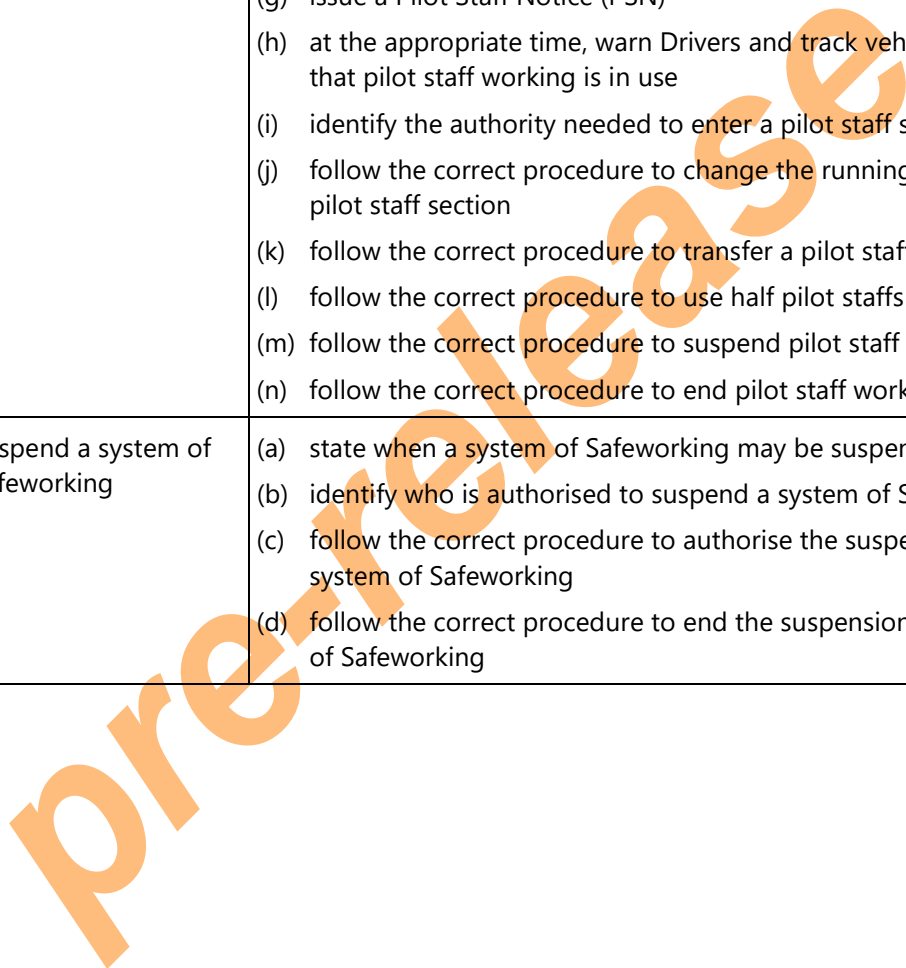 (g) issue a Pilot Staff Notice (PSN)
(h) at the appropriate time, warn Drivers and track veh
that pilot staff working is in use
(i) identify the authority needed to enter a pilot staff s
(j) follow the correct procedure to change the running
pilot staff section
(k) follow the correct procedure to transfer a pilot staf
(l) follow the correct procedure to use half pilot staffs
(m) follow the correct procedure to suspend pilot staff
(n) follow the correct procedure to end pilot staff work
spend a system of
feworking
(a) state when a system of Safeworking may be suspen
(b) identify who is authorised to suspend a system of S
(c) follow the correct procedure to authorise the suspe
system of Safeworking
(d) follow the correct procedure to end the suspension
of Safeworking
pre-release